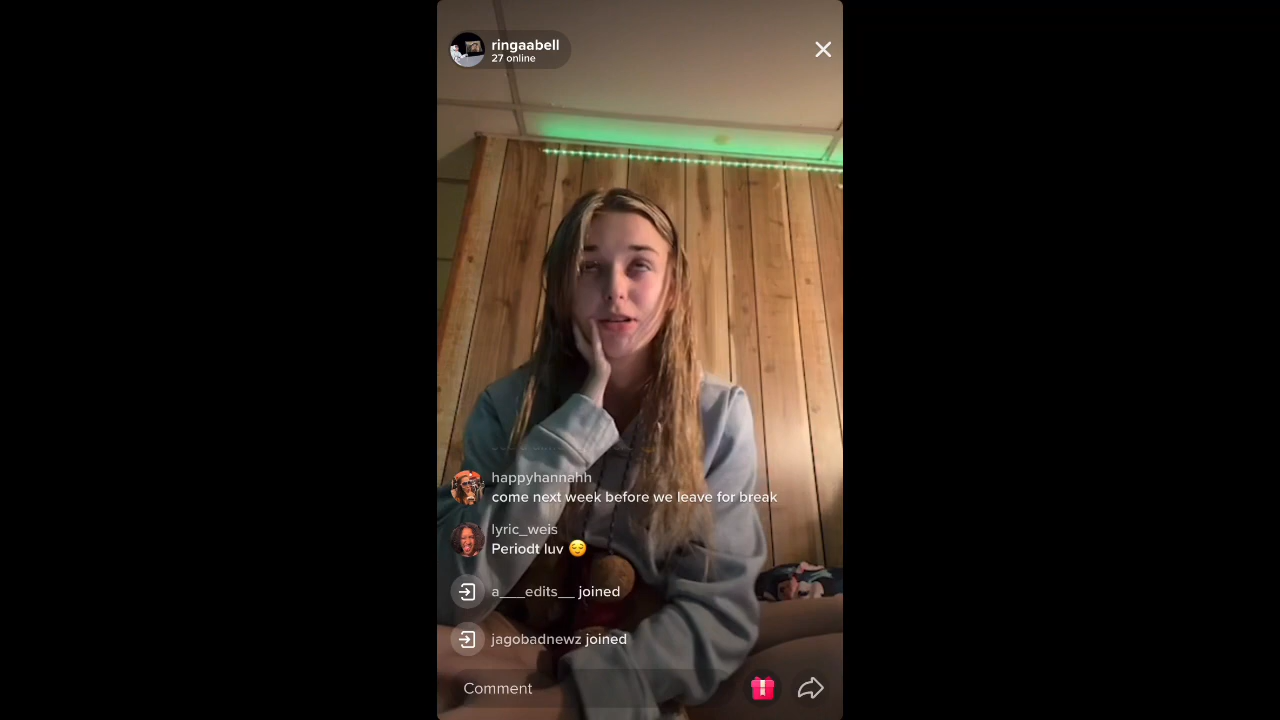 ringaabell
27 online
happyhannahh
come next week before we leave for break
lyric_weis
Periodt luv 😌
a___edits__ joined
jagobadnewz joined
Comment